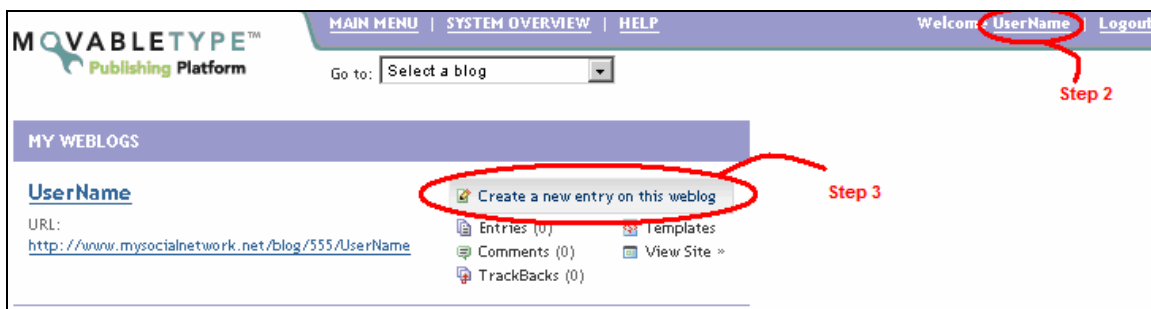 MAIN MENU | SYSTEM OVERVIEW | HELP
Welcome UserName | Logout
MOVABLETYPE™
Publishing Platform
Go to: Select a blog
Step 2
MY WEBLOGS
UserName
Create a new entry on this weblog
Step 3
URL:
http://www.mysocialnetwork.net/blog/555/UserName
Entries (0)
Templates
Comments (0)
View Site »
TrackBacks (0)